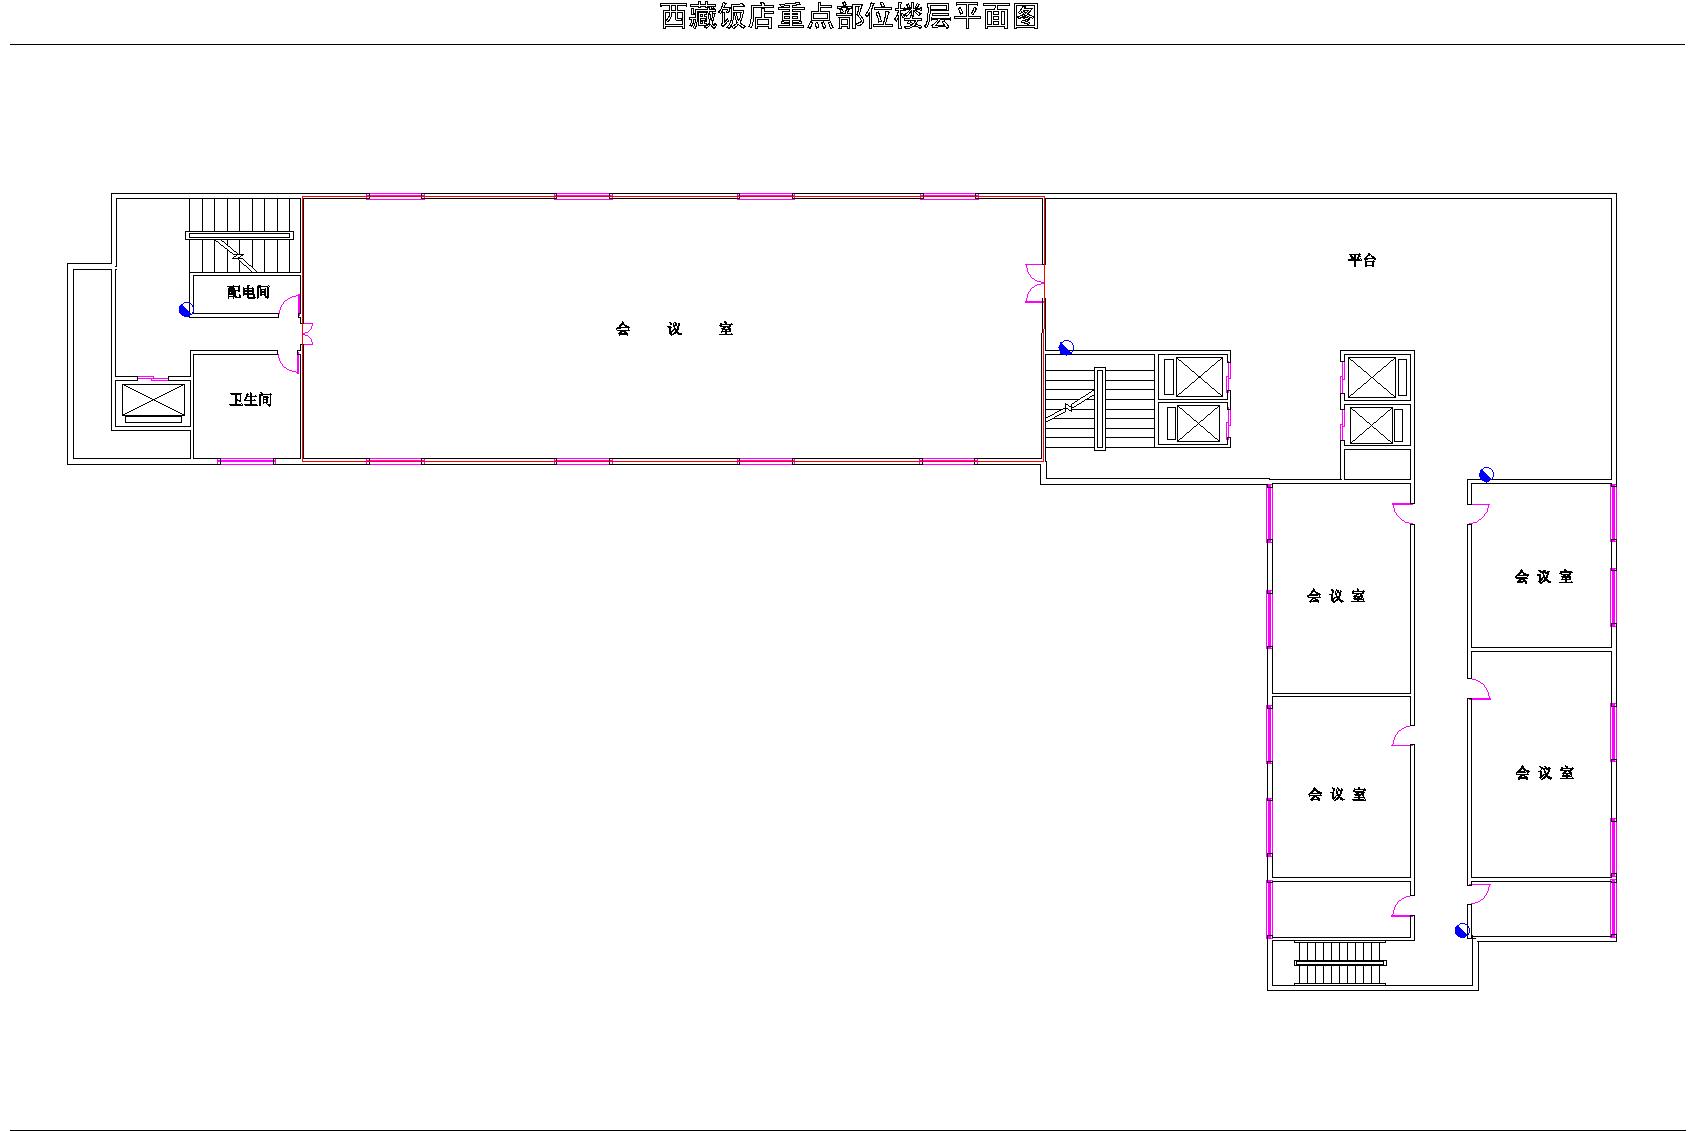 西藏饭店重点部位楼层平面图
平台
配电间
会 议 室
卫生间
会 议 室
会 议 室
会 议 室
会 议 室